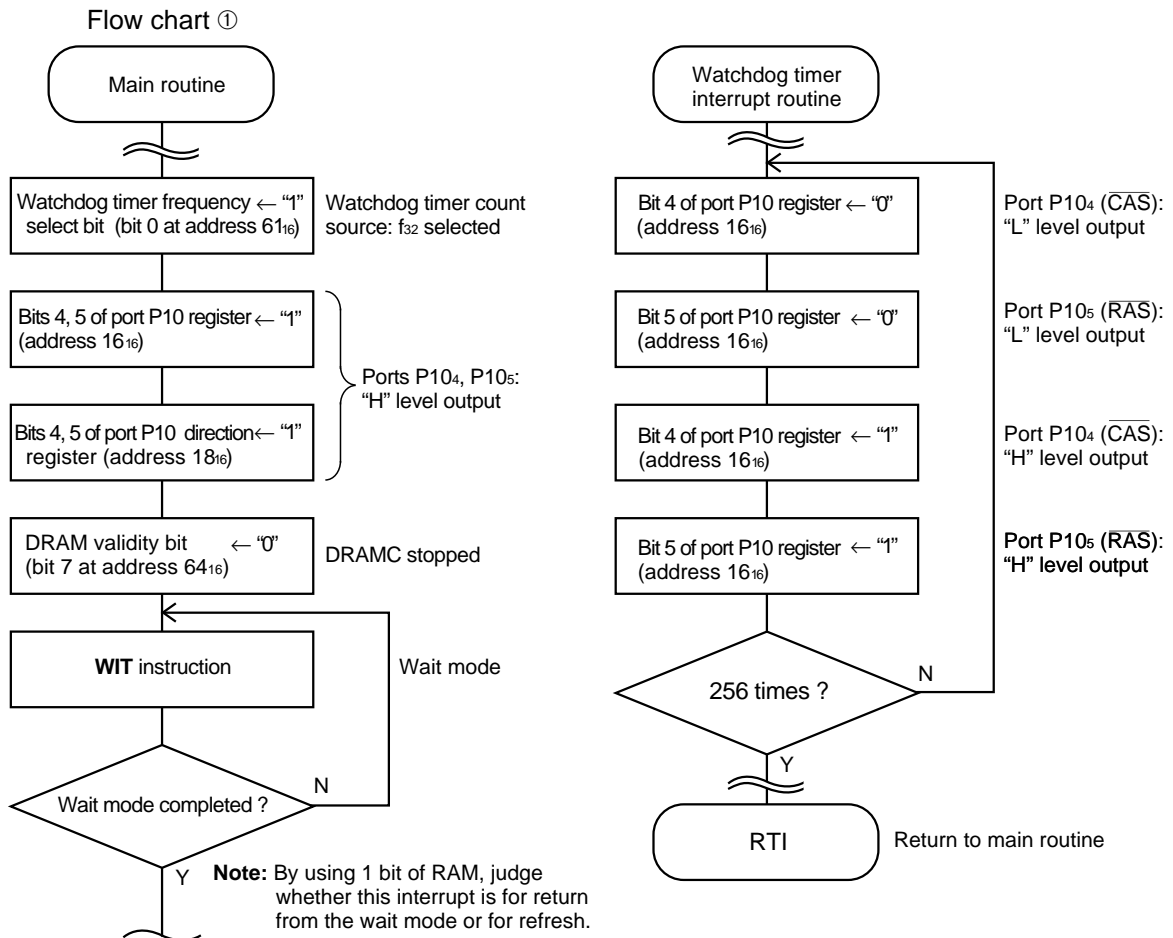 Flow chart ①
Main routine
Watchdog timer frequency ← “1”
select bit (bit 0 at address 61₁₆)
Watchdog timer count
source: f₃₂ selected
Bits 4, 5 of port P10 register ← “1”
(address 16₁₆)
Bits 4, 5 of port P10 direction ← “1”
register (address 18₁₆)
Ports P10₄, P10₅:
“H” level output
DRAM validity bit ← “0”
(bit 7 at address 64₁₆)
DRAMC stopped
WIT instruction
Wait mode
Wait mode completed ?
N
Y
Note: By using 1 bit of RAM, judge
whether this interrupt is for return
from the wait mode or for refresh.
Watchdog timer
interrupt routine
Bit 4 of port P10 register ← “0”
(address 16₁₆)
Port P10₄ (C̅A̅S̅):
“L” level output
Bit 5 of port P10 register ← “0”
(address 16₁₆)
Port P10₅ (R̅A̅S̅):
“L” level output
Bit 4 of port P10 register ← “1”
(address 16₁₆)
Port P10₄ (C̅A̅S̅):
“H” level output
Bit 5 of port P10 register ← “1”
(address 16₁₆)
Port P10₅ (R̅A̅S̅):
“H” level output
256 times ?
N
Y
RTI
Return to main routine